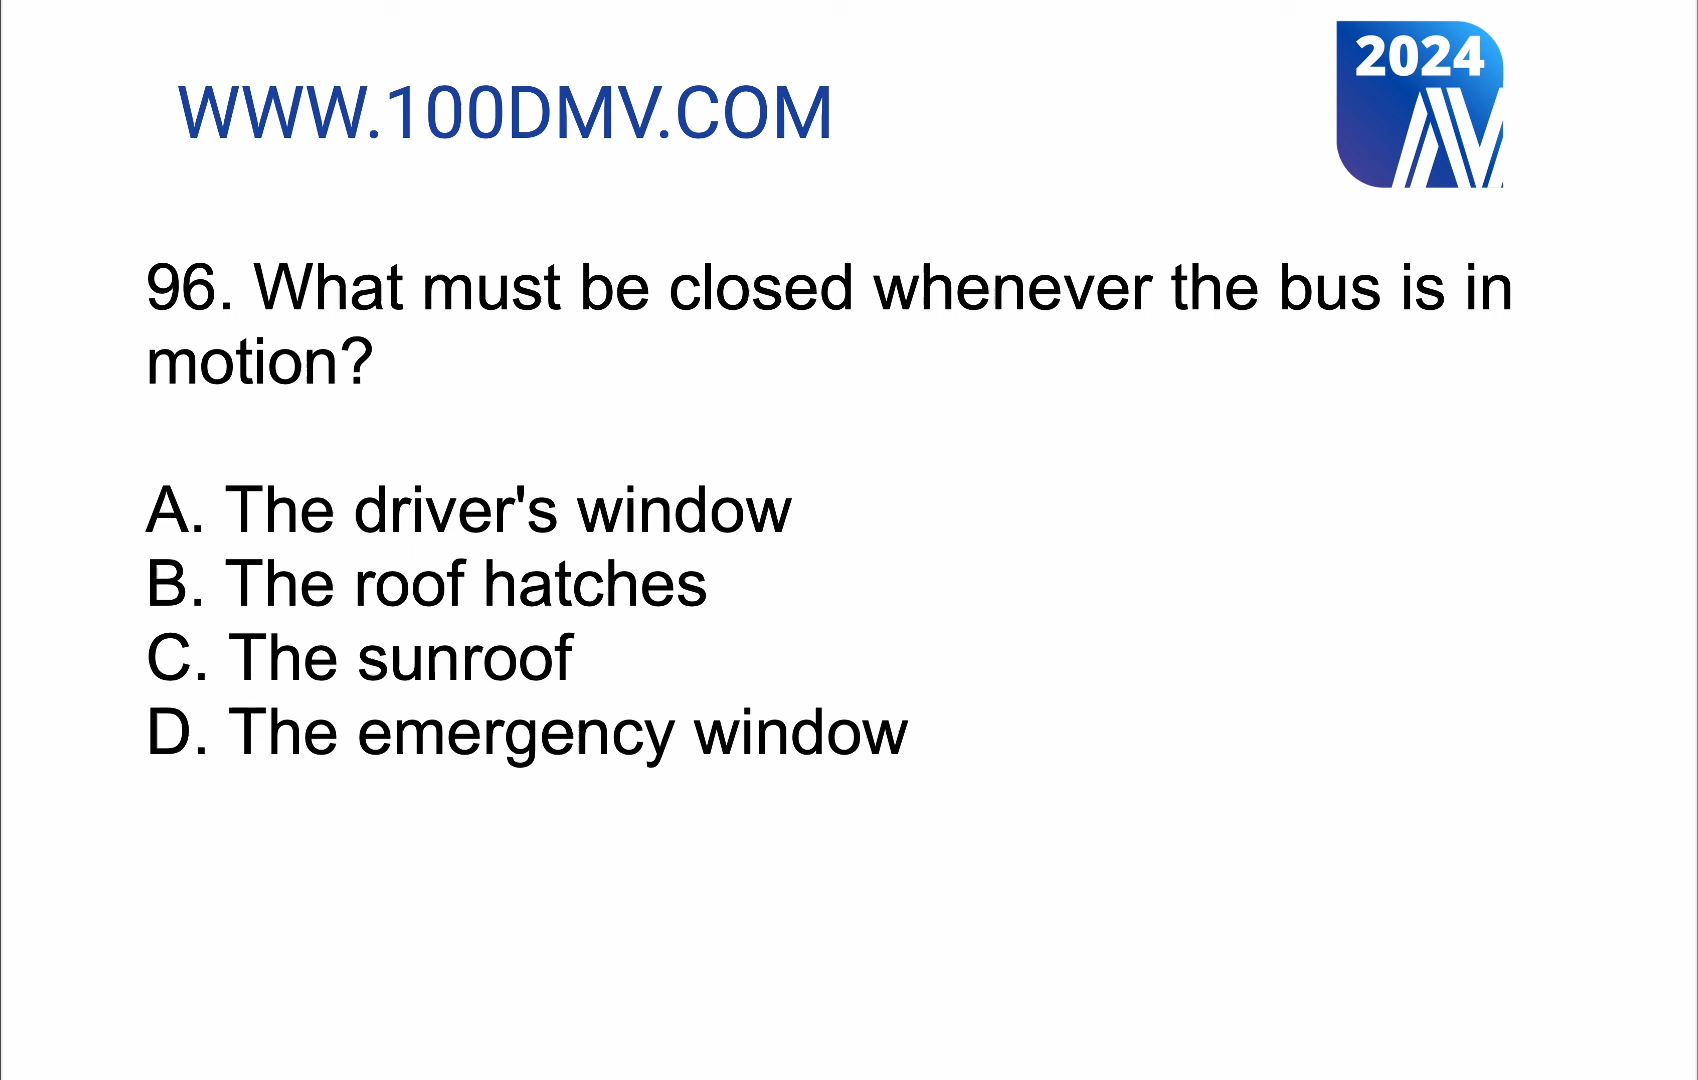 WWW.100DMV.COM
2024
96. What must be closed whenever the bus is in
motion?
A. The driver's window
B. The roof hatches
C. The sunroof
D. The emergency window